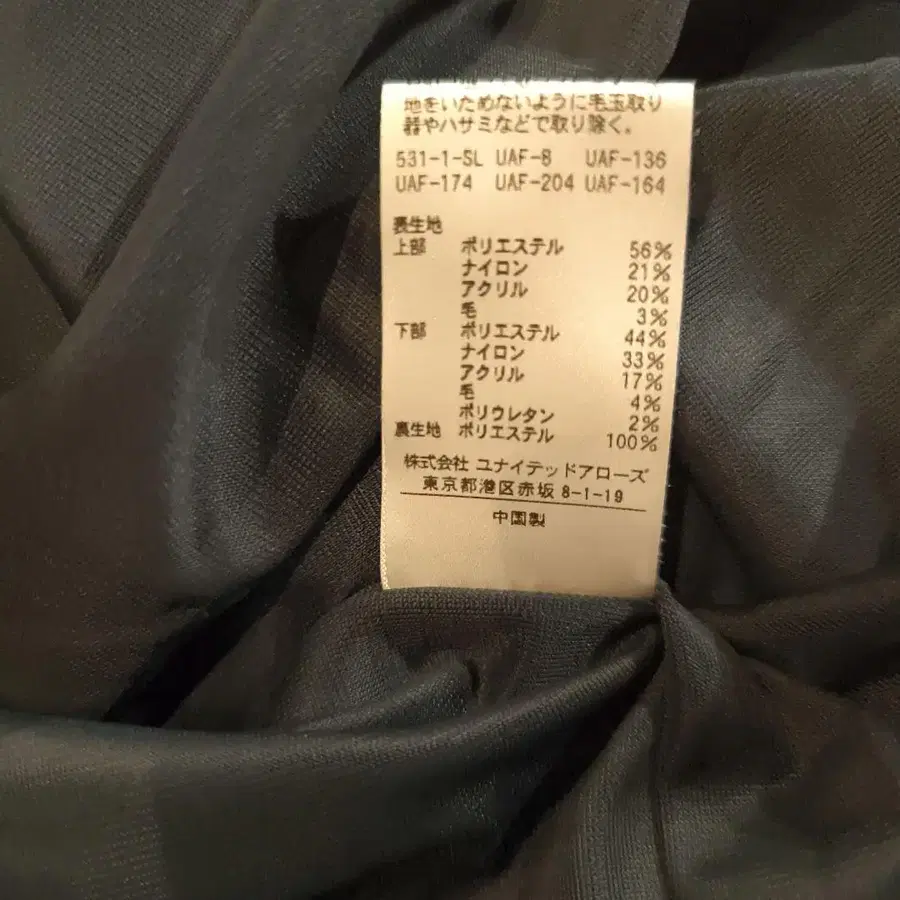 地をいためないように毛玉取り
器やハサミなどで取り除く。
531-1-SL UAF-8 UAF-136
UAF-174 UAF-204 UAF-164
表生地
上部 ポリエステル 56%
ナイロン 21%
アクリル 20%
毛 3%
下部 ポリエステル 44%
ナイロン 33%
アクリル 17%
毛 4%
ポリウレタン 2%
裏生地 ポリエステル 100%
株式会社 ユナイテッドアローズ
東京都港区赤坂 8-1-19
中国製